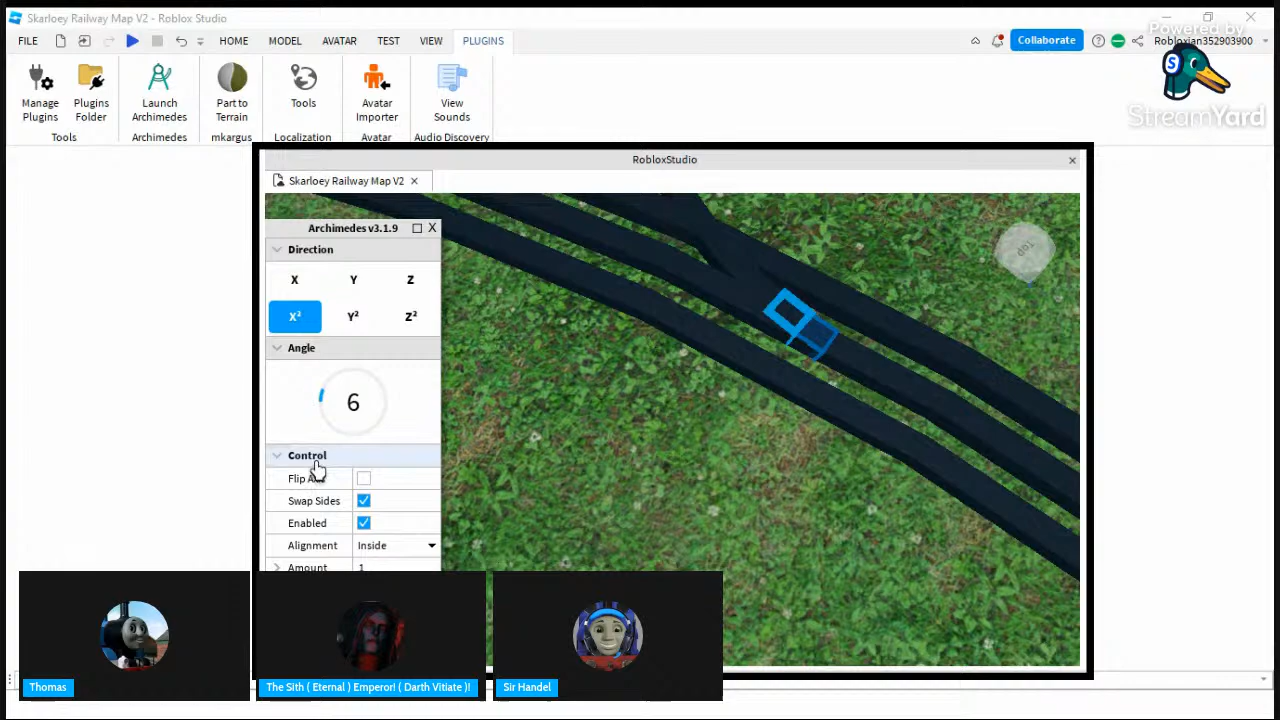 Skarloey Railway Map V2 - Roblox Studio
Powered by
StreamYard
FILE
HOME
MODEL
AVATAR
TEST
VIEW
PLUGINS
Collaborate
Robloxian352903900
Manage Plugins
Plugins Folder
Launch Archimedes
Part to Terrain
Tools
Avatar Importer
View Sounds
Tools
Archimedes
mkargus
Localization
Avatar
Audio Discovery
RobloxStudio
Skarloey Railway Map V2
Archimedes v3.1.9
X
Direction
X
Y
Z
X²
Y²
Z²
Angle
6
Control
Flip
Swap Sides
Enabled
Alignment
Inside
Amount
1
TOP
Thomas
The Sith ( Eternal ) Emperor! ( Darth Vitiate )!
Sir Handel